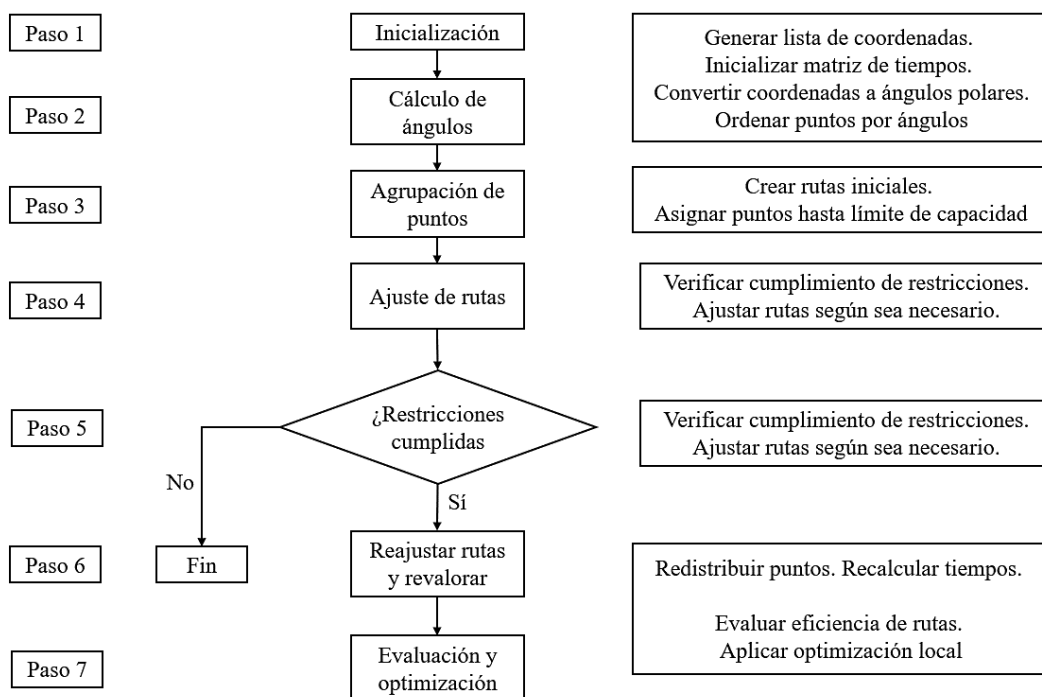 Paso 1
Inicialización
Generar lista de coordenadas.
Inicializar matriz de tiempos.
Convertir coordenadas a ángulos polares.
Ordenar puntos por ángulos
Paso 2
Cálculo de
ángulos
Paso 3
Agrupación de
puntos
Crear rutas iniciales.
Asignar puntos hasta límite de capacidad
Paso 4
Ajuste de rutas
Verificar cumplimiento de restricciones.
Ajustar rutas según sea necesario.
Paso 5
¿Restricciones
cumplidas
Verificar cumplimiento de restricciones.
Ajustar rutas según sea necesario.
No
Sí
Paso 6
Fin
Reajustar rutas
y revalorar
Redistribuir puntos. Recalcular tiempos.
Evaluar eficiencia de rutas.
Aplicar optimización local
Paso 7
Evaluación y
optimización